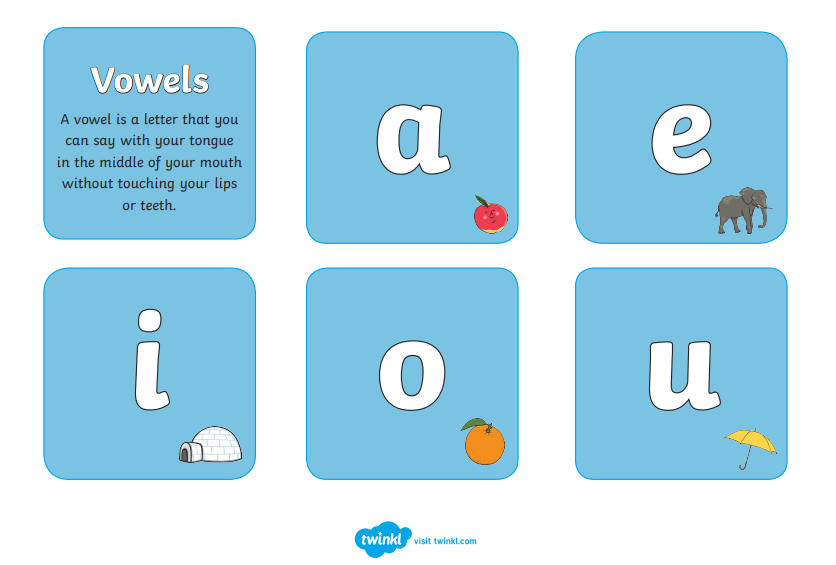 Vowels
A vowel is a letter that you
can say with your tongue
in the middle of your mouth
without touching your lips
or teeth.
a
e
i
o
u
twinkl visit twinkl.com